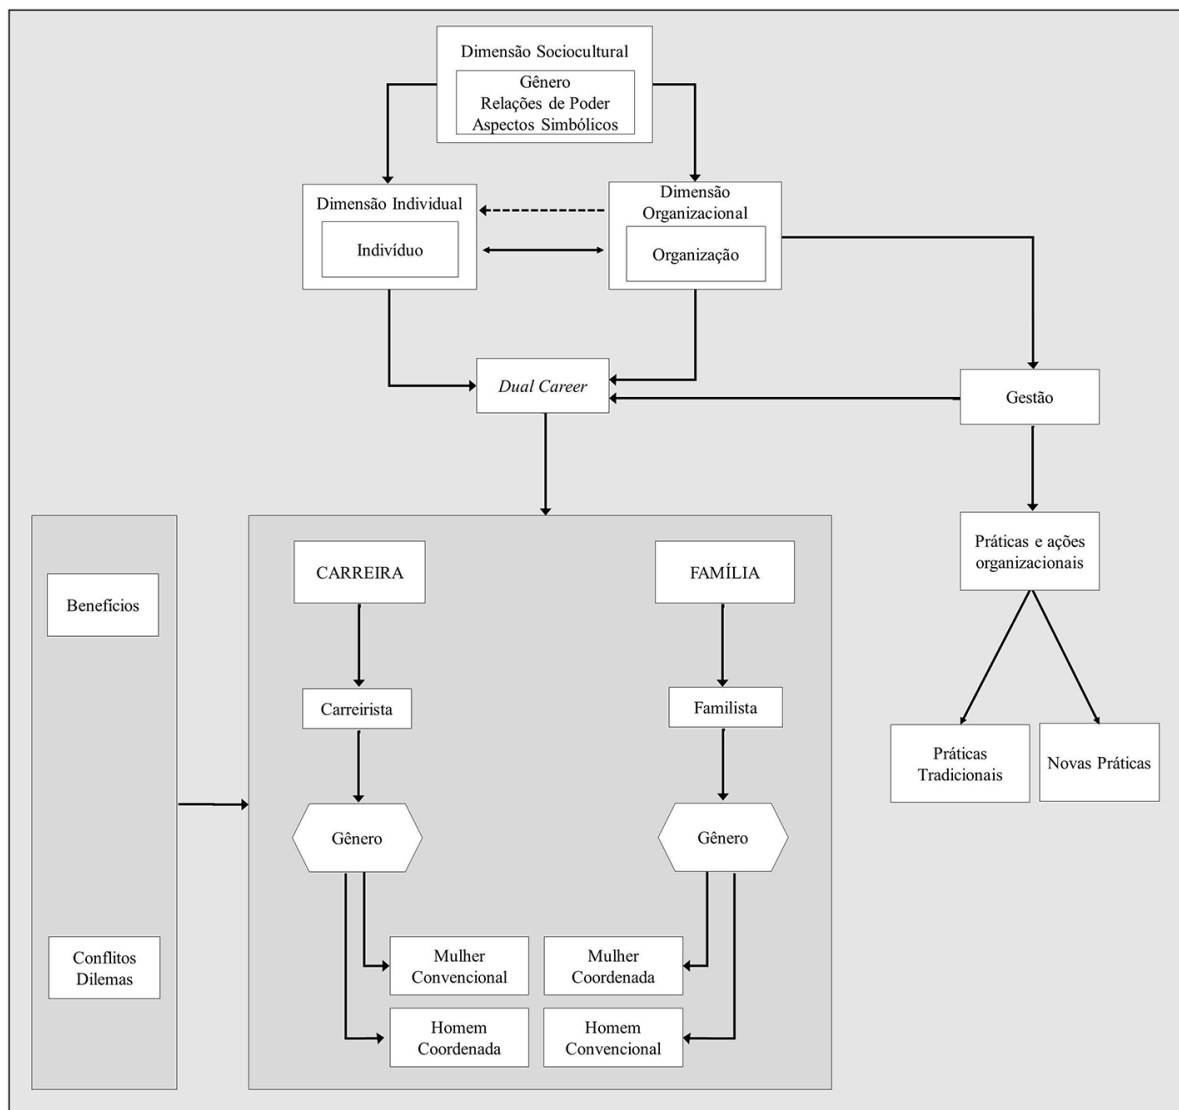 Dimensão Sociocultural
Gênero
Relações de Poder
Aspectos Simbólicos
Dimensão Individual
Indivíduo
Dimensão
Organizacional
Organização
Dual Career
Gestão
Práticas e ações
organizacionais
Práticas
Tradicionais
Novas Práticas
Benefícios
Conflitos
Dilemas
CARREIRA
FAMÍLIA
Carreirista
Familista
Gênero
Gênero
Mulher
Convencional
Mulher
Coordenada
Homem
Coordenada
Homem
Convencional